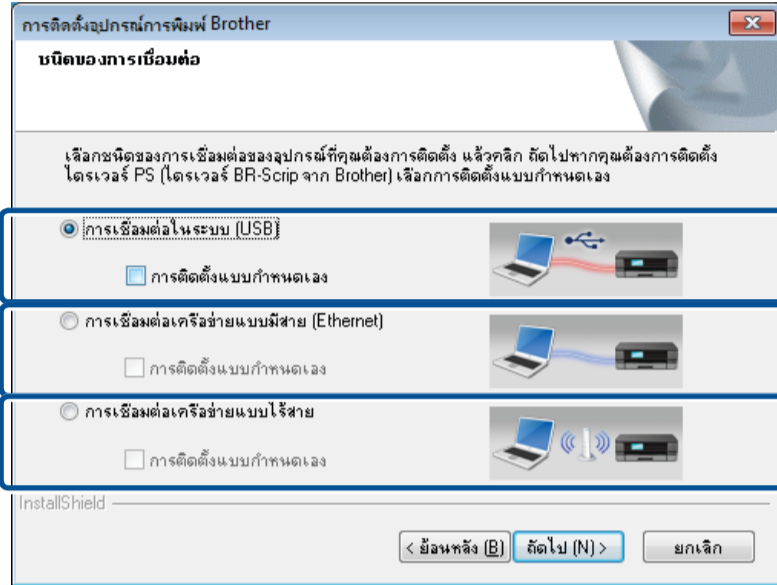 การติดตั้งอุปกรณ์การพิมพ์ Brother
ชนิดของการเชื่อมต่อ
เลือกชนิดของการเชื่อมต่อของอุปกรณ์ที่คุณต้องการติดตั้ง แล้วคลิก ถัดไปหากคุณต้องการติดตั้ง
ไดรเวอร์ PS (ไดรเวอร์ BR-Scrip จาก Brother) เลือกการติดตั้งแบบกำหนดเอง
การเชื่อมต่อในระบบ (USB)
การติดตั้งแบบกำหนดเอง
การเชื่อมต่อเครือข่ายแบบมีสาย (Ethernet)
การติดตั้งแบบกำหนดเอง
การเชื่อมต่อเครือข่ายแบบไร้สาย
การติดตั้งแบบกำหนดเอง
InstallShield
< ย้อนหลัง (B) ถัดไป (N) > ยกเลิก